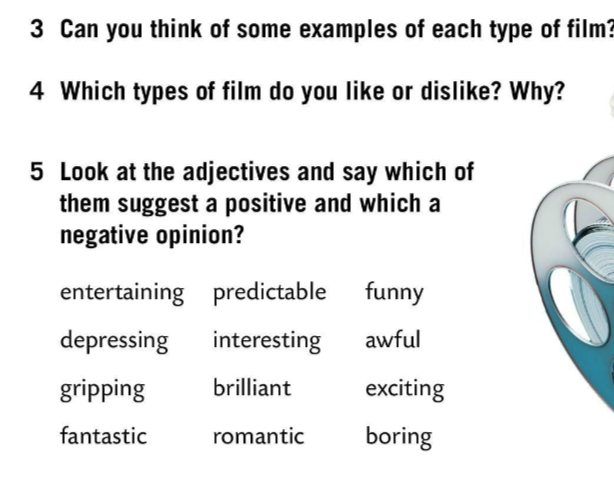 3 Can you think of some examples of each type of film?
4 Which types of film do you like or dislike? Why?
5 Look at the adjectives and say which of
them suggest a positive and which a
negative opinion?
entertaining predictable funny
depressing interesting awful
gripping brilliant exciting
fantastic romantic boring